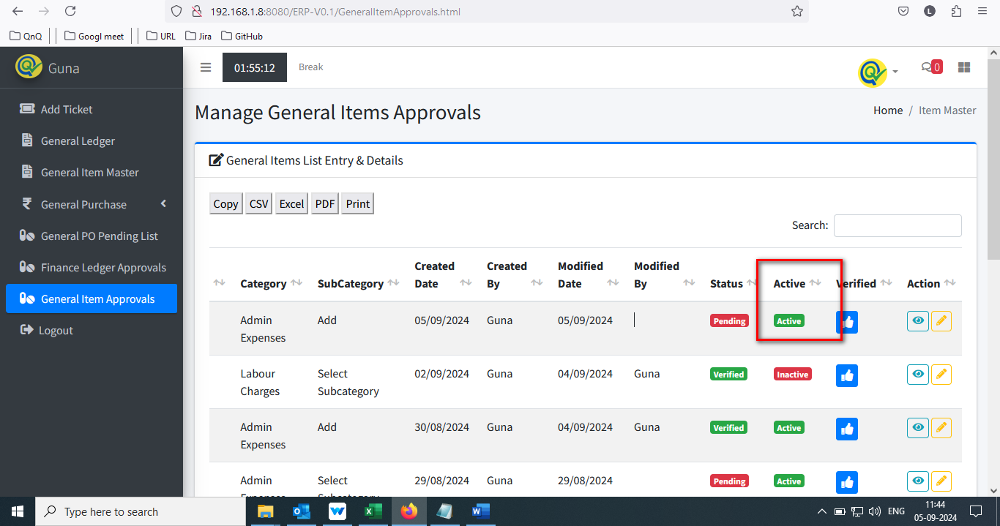 192.168.1.8:8080/ERP-V0.1/GeneralItemApprovals.html
L
QnQ
Googl meet
URL
Jira
GitHub
Guna
01:55:12
Break
0
Add Ticket
General Ledger
General Item Master
General Purchase
General PO Pending List
Finance Ledger Approvals
General Item Approvals
Logout
Manage General Items Approvals
Home / Item Master
General Items List Entry & Details
Copy CSV Excel PDF Print
Search:
Category SubCategory Created Date Created By Modified Date Modified By Status Active Verified Action
Admin Expenses Add 05/09/2024 Guna 05/09/2024 Pending Active
Labour Charges Select Subcategory 02/09/2024 Guna 04/09/2024 Guna Verified Inactive
Admin Expenses Add 30/08/2024 Guna 04/09/2024 Guna Verified Active
Admin Expenses Select Subcategory 29/08/2024 Guna 29/08/2024 Pending Active
Type here to search
ENG
11:44
05-09-2024